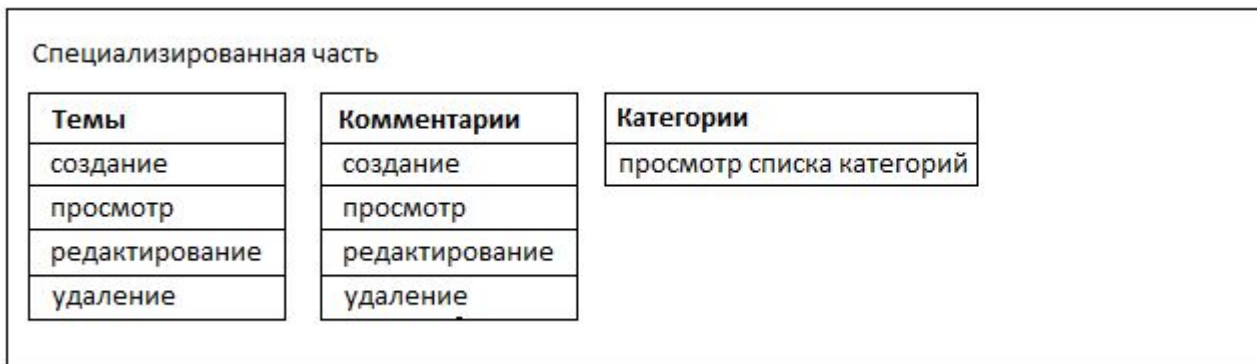 Специализированная часть
Темы
создание
просмотр
редактирование
удаление
Комментарии
создание
просмотр
редактирование
удаление
Категории
просмотр списка категорий